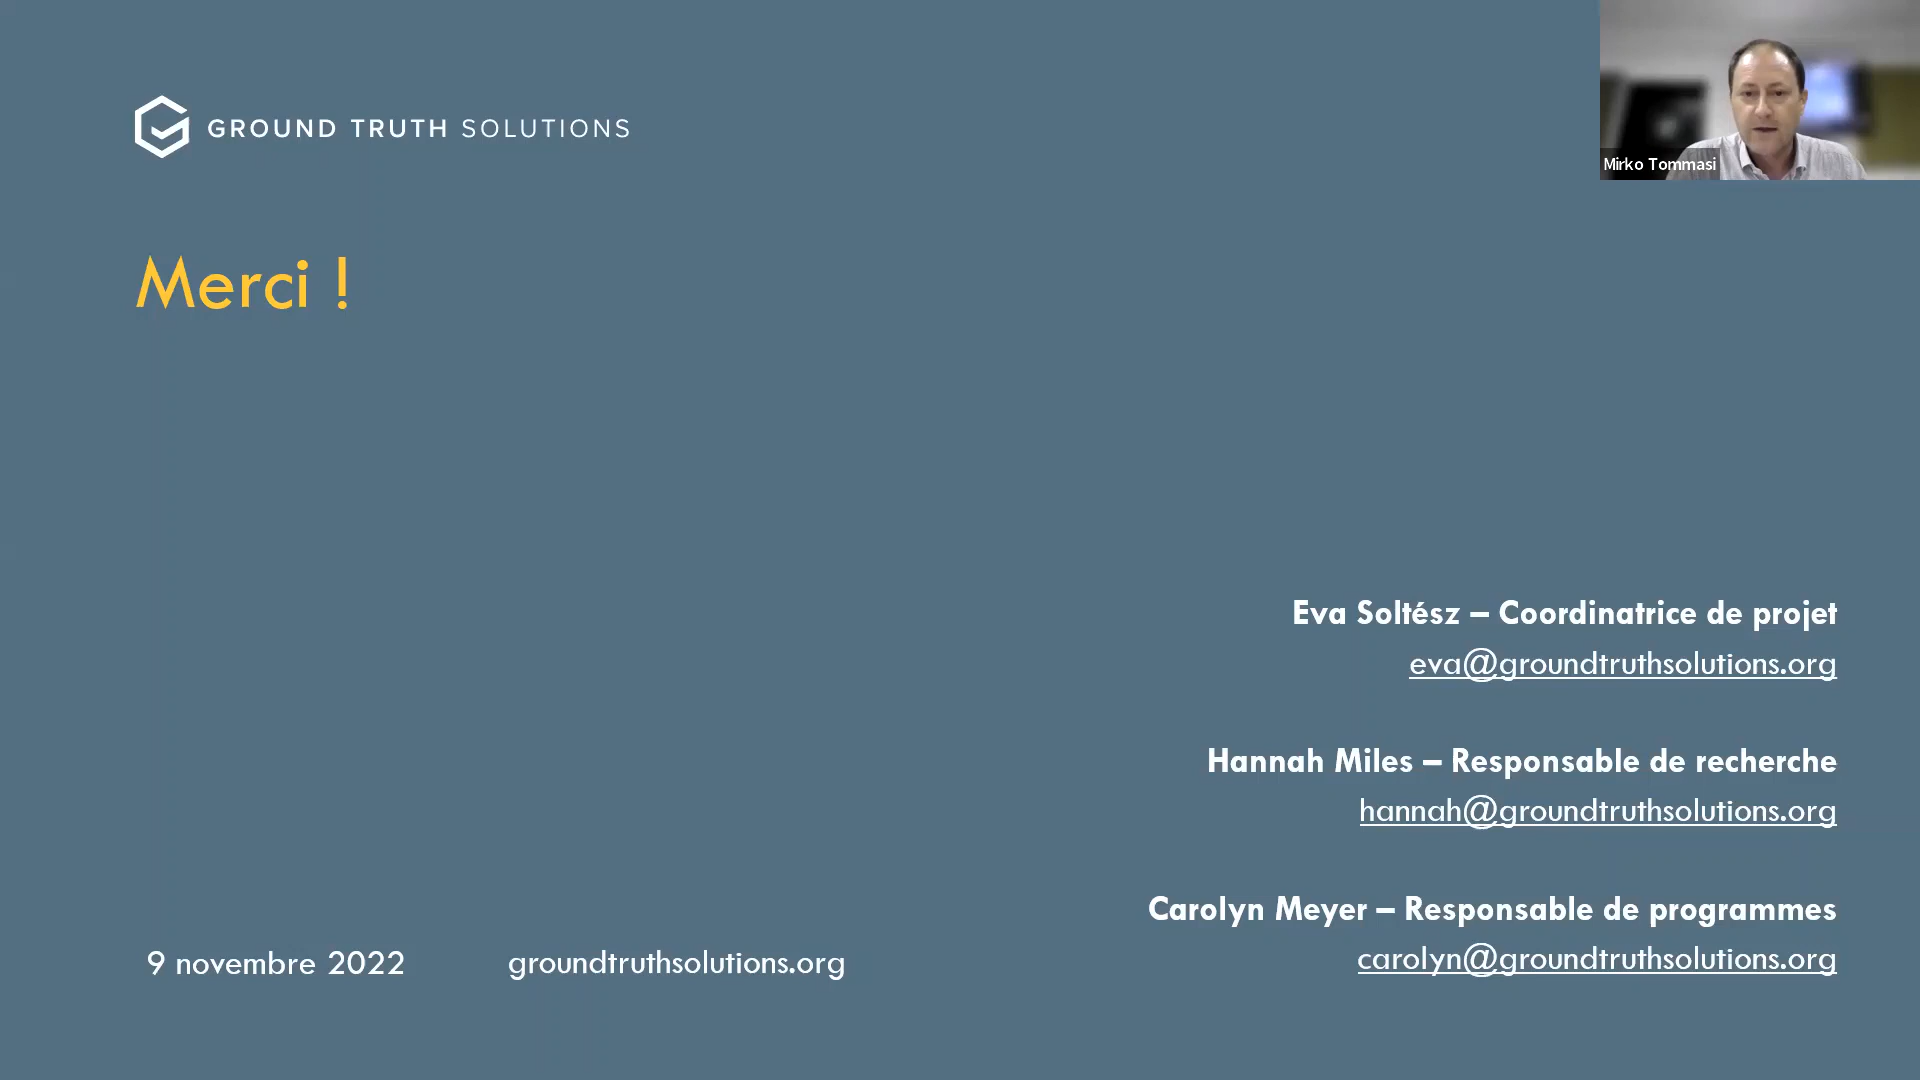 GROUND TRUTH SOLUTIONS
Mirko Tommasi
Merci !
Eva Soltész – Coordinatrice de projet
eva@groundtruthsolutions.org
Hannah Miles – Responsable de recherche
hannah@groundtruthsolutions.org
Carolyn Meyer – Responsable de programmes
carolyn@groundtruthsolutions.org
9 novembre 2022
groundtruthsolutions.org